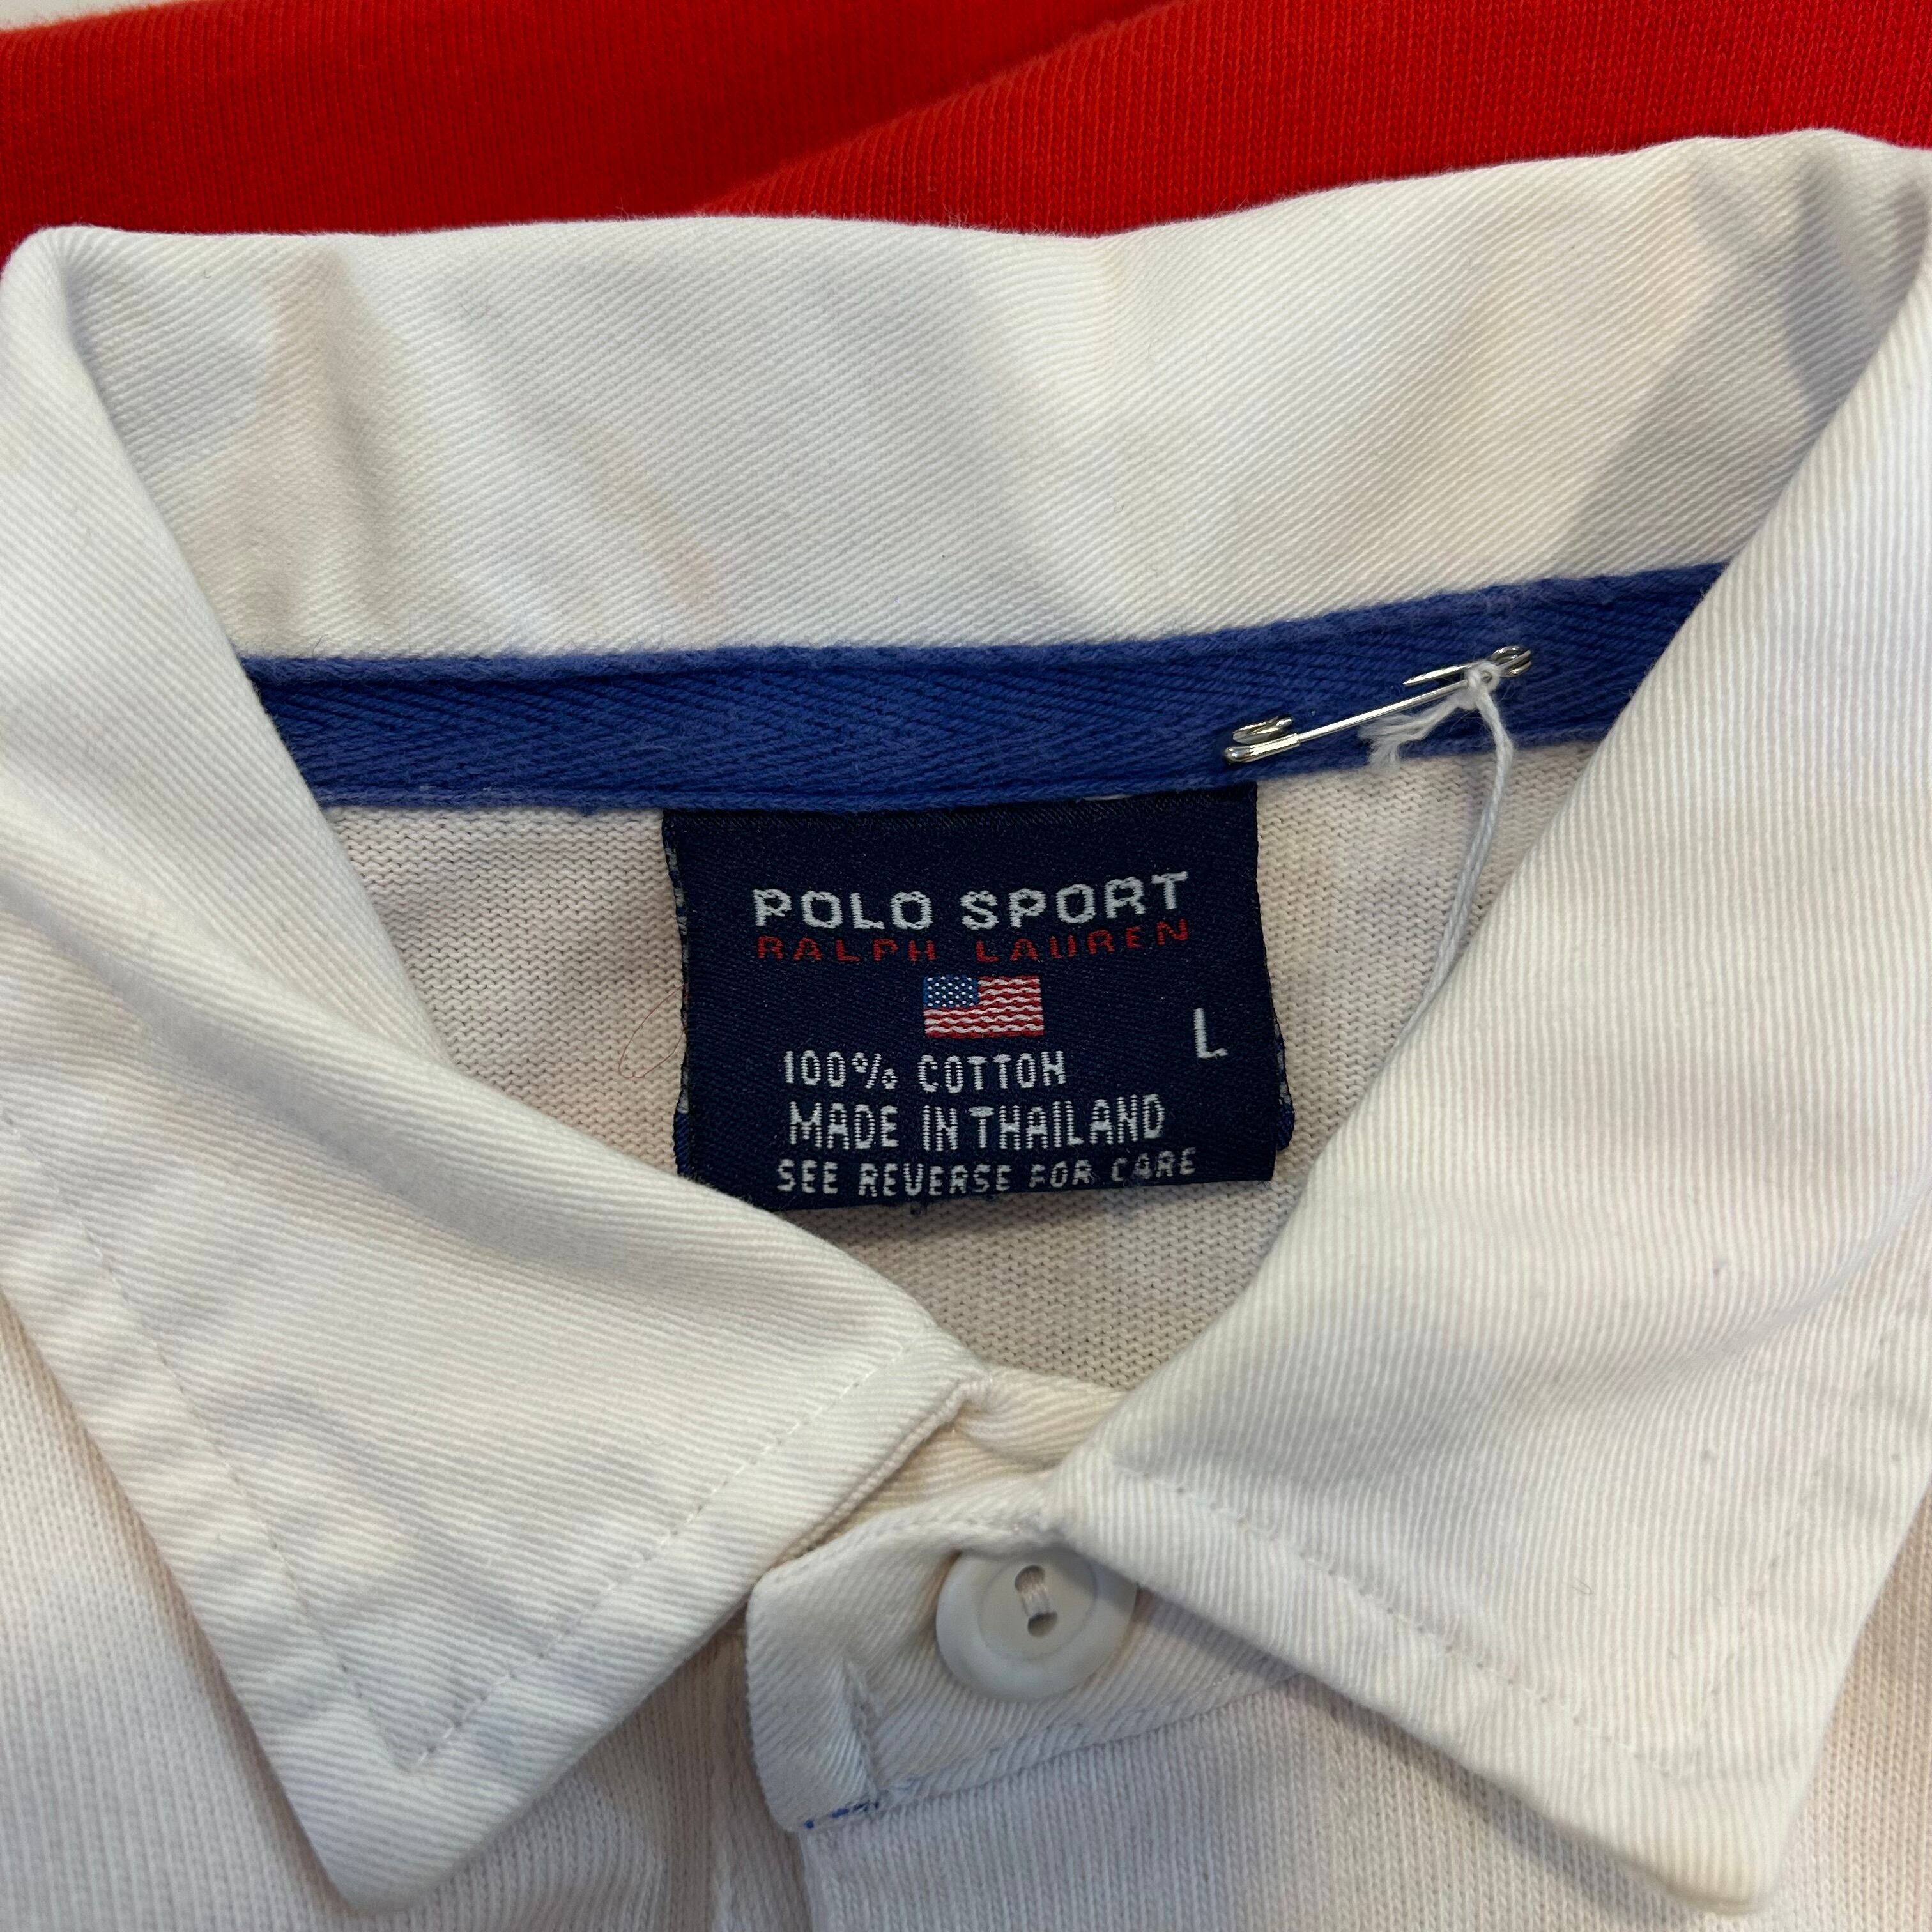 POLO SPORT
RALPH LAUREN
L
100% COTTON
MADE IN THAILAND
SEE REVERSE FOR CARE